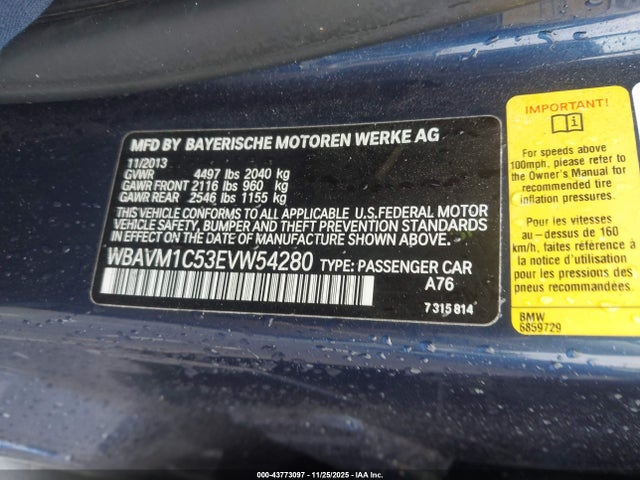 MFD BY BAYERISCHE MOTOREN WERKE AG
11/2013
GVWR 4497 lbs 2040 kg
GAWR FRONT 2116 lbs 960 kg
GAWR REAR 2546 lbs 1155 kg
THIS VEHICLE CONFORMS TO ALL APPLICABLE U.S.FEDERAL MOTOR
VEHICLE SAFETY, BUMPER, AND THEFT PREVENTION STANDARDS
IN EFFECT ON THE DATE OF MANUFACTURE SHOWN ABOVE.
WBAVM1C53EVW54280 TYPE: PASSENGER CAR
A76
7315814
IMPORTANT!
For speeds above
100mph, please refer to
the Owner's Manual for
recommended tire
inflation pressures.
Pour les vitesses
au - dessus de 160
km/h, faites référence à
la notice d'utilisation
pour les pressions de
pneus recommandées.
BMW
6859729
000-43773097 - 11/25/2025 - IAA Inc.